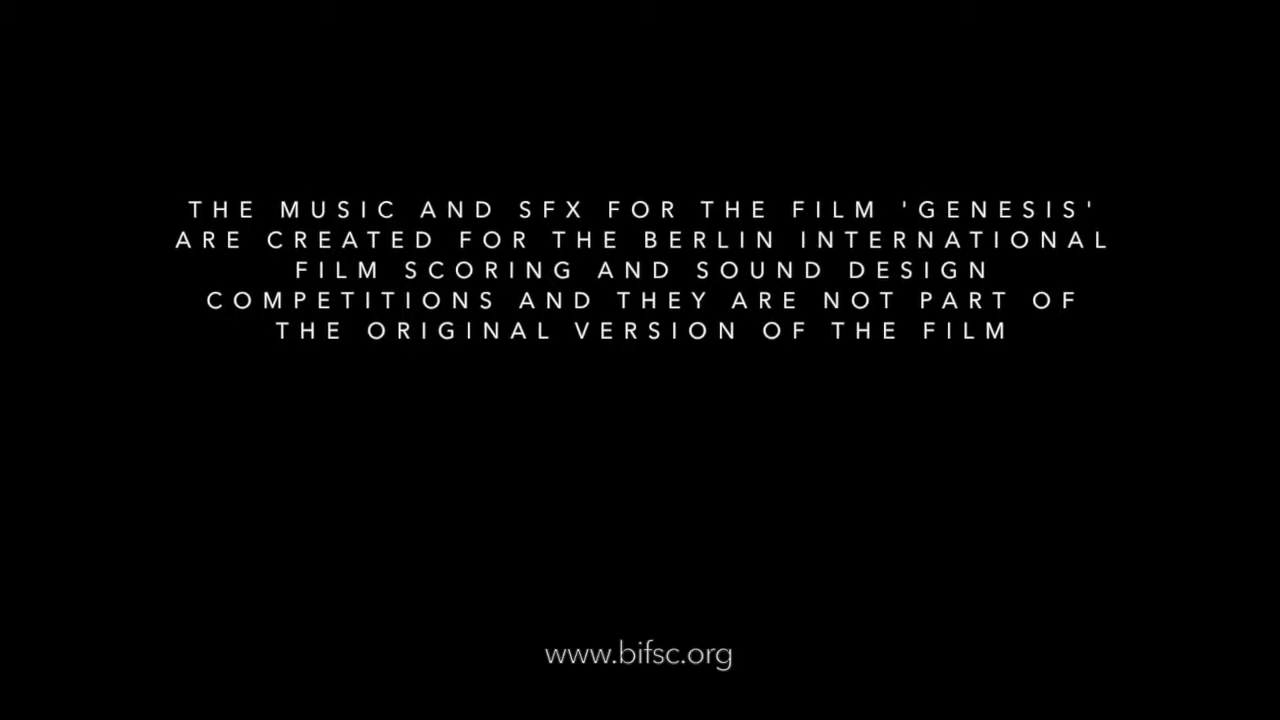 THE MUSIC AND SFX FOR THE FILM 'GENESIS'
ARE CREATED FOR THE BERLIN INTERNATIONAL
FILM SCORING AND SOUND DESIGN
COMPETITIONS AND THEY ARE NOT PART OF
THE ORIGINAL VERSION OF THE FILM
www.bifsc.org